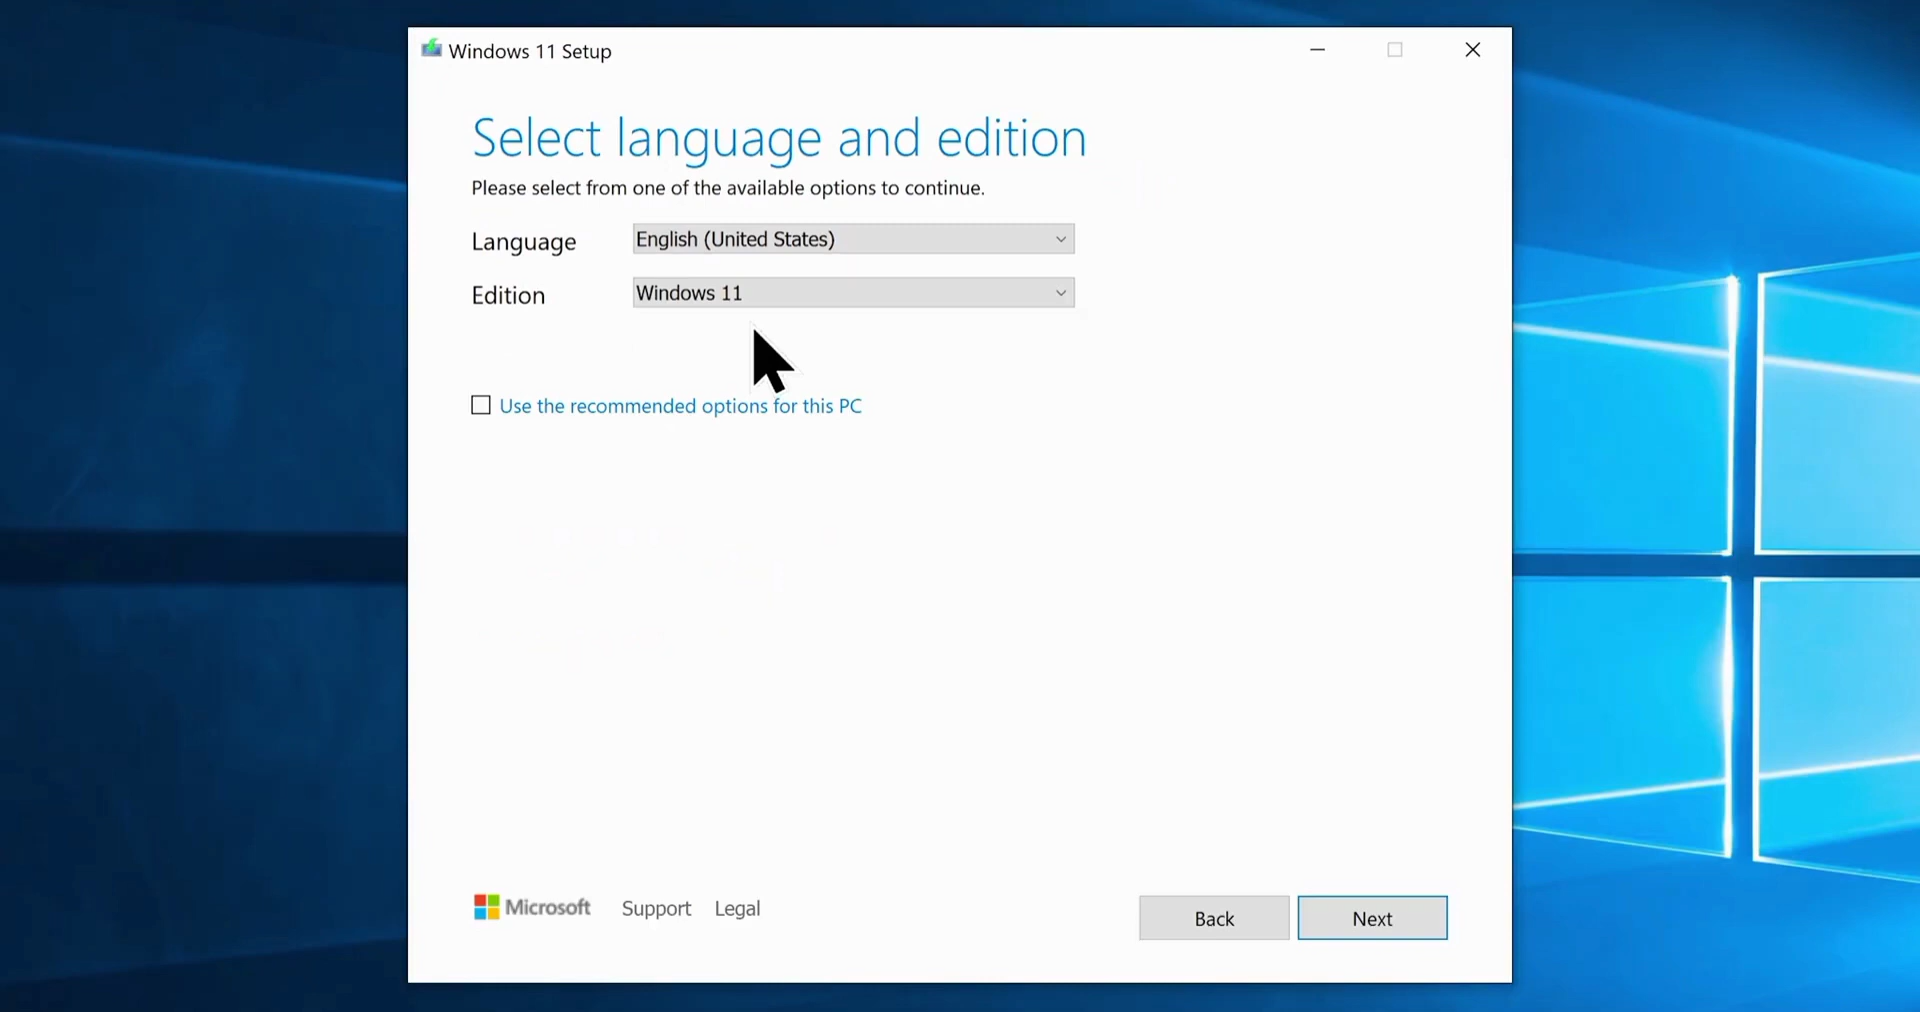 Windows 11 Setup
Select language and edition
Please select from one of the available options to continue.
Language English (United States)
Edition Windows 11
Use the recommended options for this PC
Microsoft Support Legal
Back Next